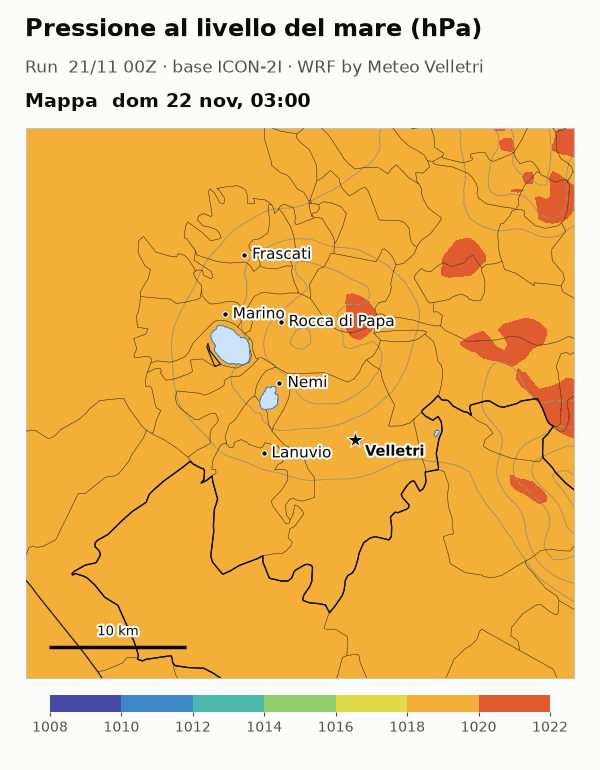 Pressione al livello del mare (hPa)
Run  21/11 00Z · base ICON-2I · WRF by Meteo Velletri
Mappa  dom 22 nov, 03:00
Frascati
Marino
Rocca di Papa
Nemi
Velletri
Lanuvio
10 km
1008 1010 1012 1014 1016 1018 1020 1022